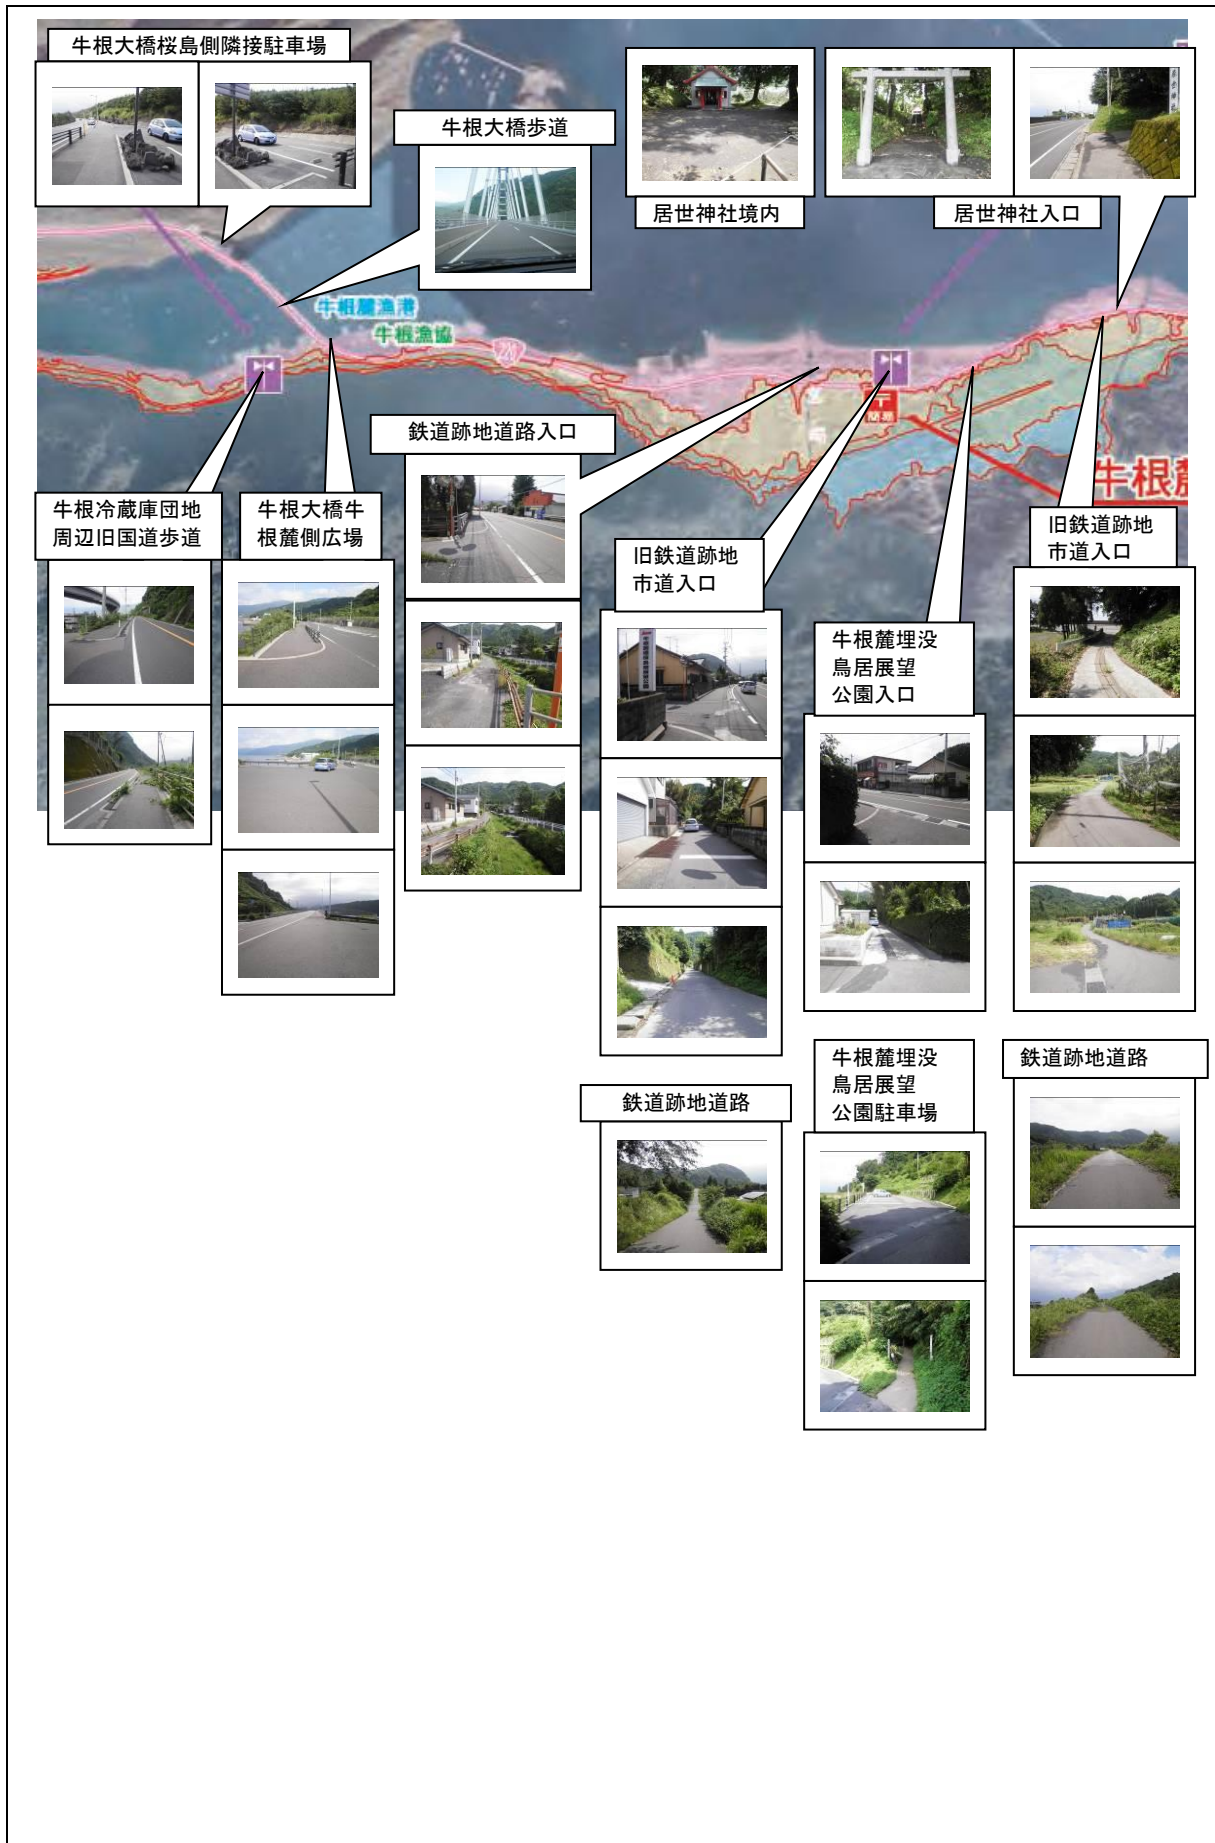 牛根大橋桜島側隣接駐車場
牛根大橋歩道
居世神社境内
居世神社入口
牛根麓漁港
牛根漁協
220
簡易
牛根麓
鉄道跡地道路入口
牛根冷蔵庫団地
周辺旧国道歩道
牛根大橋牛
根麓側広場
旧鉄道跡地
市道入口
牛根麓埋没
鳥居展望
公園入口
旧鉄道跡地
市道入口
鉄道跡地道路
牛根麓埋没
鳥居展望
公園駐車場
鉄道跡地道路